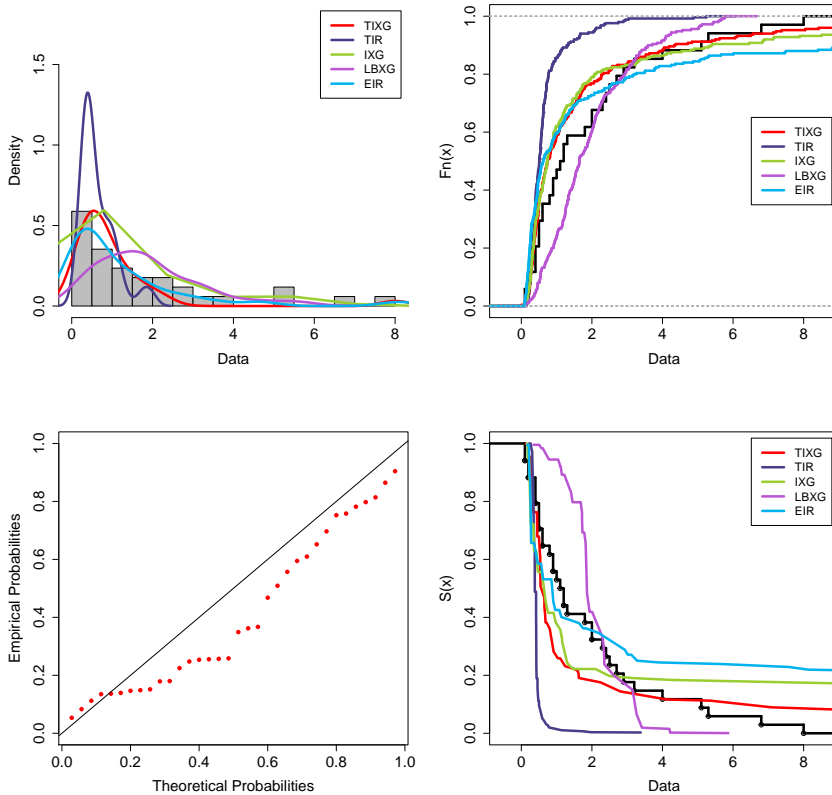 TIXG
TIR
IXG
LBXG
EIR
0.0
0.5
1.0
1.5
Density
0 2 4 6 8
Data
TIXG
TIR
IXG
LBXG
EIR
0.0
0.2
0.4
0.6
0.8
1.0
Fn(x)
0 2 4 6 8
Data
0.0
0.2
0.4
0.6
0.8
1.0
Empirical Probabilities
0.0 0.2 0.4 0.6 0.8 1.0
Theoretical Probabilities
TIXG
TIR
IXG
LBXG
EIR
0.0
0.2
0.4
0.6
0.8
1.0
S(x)
0 2 4 6 8
Data